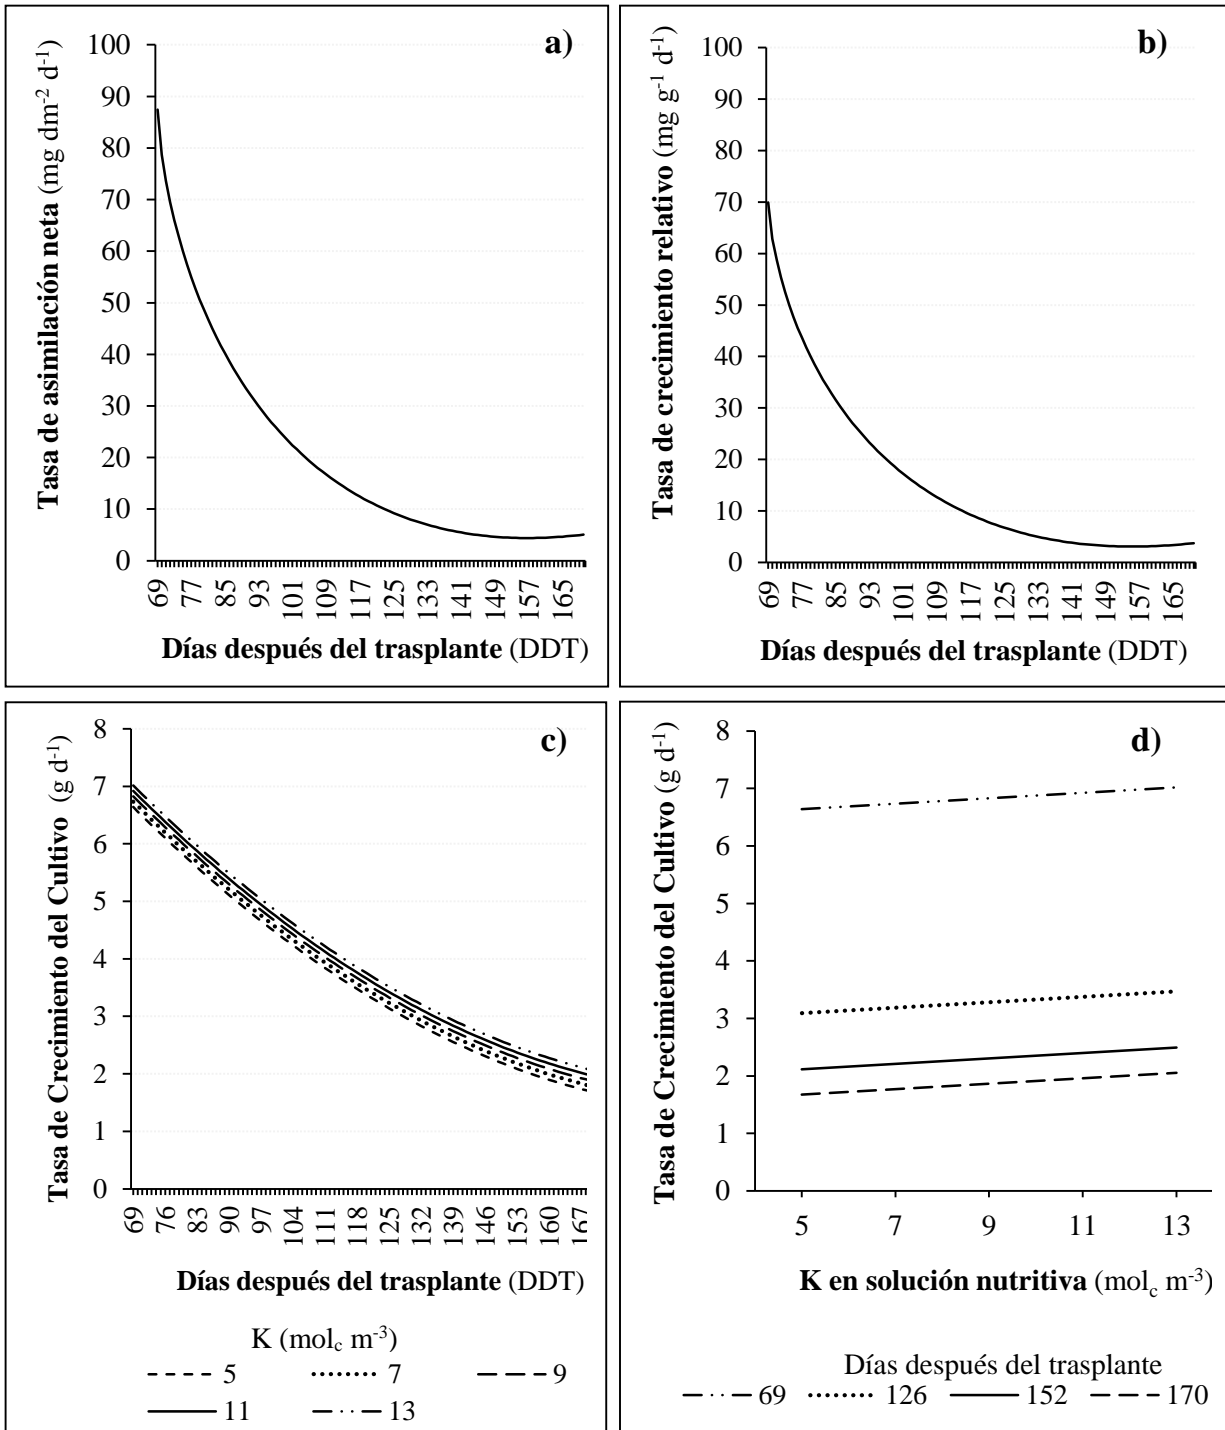 a)
Tasa de asimilación neta (mg dm-2 d-1)
100
90
80
70
60
50
40
30
20
10
0
69 77 85 93 101 109 117 125 133 141 149 157 165
Días después del trasplante (DDT)
b)
Tasa de crecimiento relativo (mg g-1 d-1)
100
90
80
70
60
50
40
30
20
10
0
69 77 85 93 101 109 117 125 133 141 149 157 165
Días después del trasplante (DDT)
c)
Tasa de Crecimiento del Cultivo (g d-1)
8
7
6
5
4
3
2
1
0
69 76 83 90 97 104 111 118 125 132 139 146 153 160 167
Días después del trasplante (DDT)
K (molc m-3)
5 7 9
11 13
d)
Tasa de Crecimiento del Cultivo (g d-1)
8
7
6
5
4
3
2
1
0
5 7 9 11 13
K en solución nutritiva (molc m-3)
Días después del trasplante
69 126 152 170